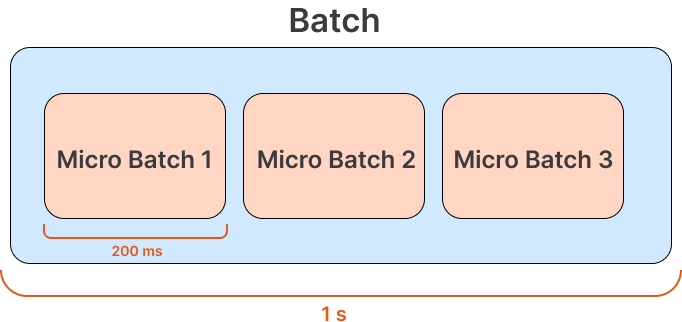 Batch
Micro Batch 1
Micro Batch 2
Micro Batch 3
200 ms
1 s